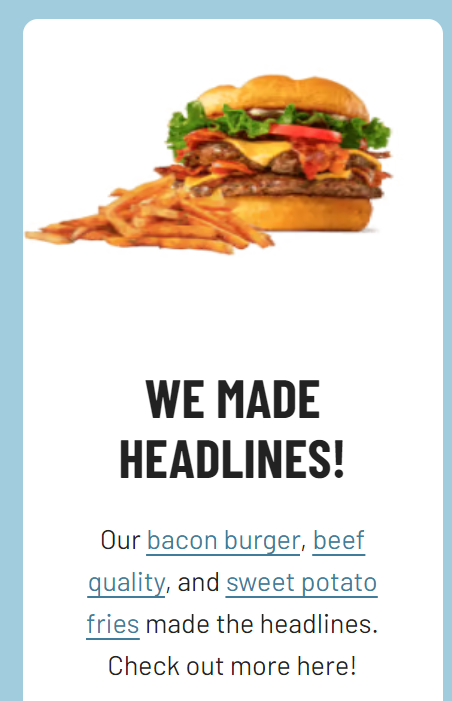 WE MADE
HEADLINES!
Our bacon burger, beef
quality, and sweet potato
fries made the headlines.
Check out more here!